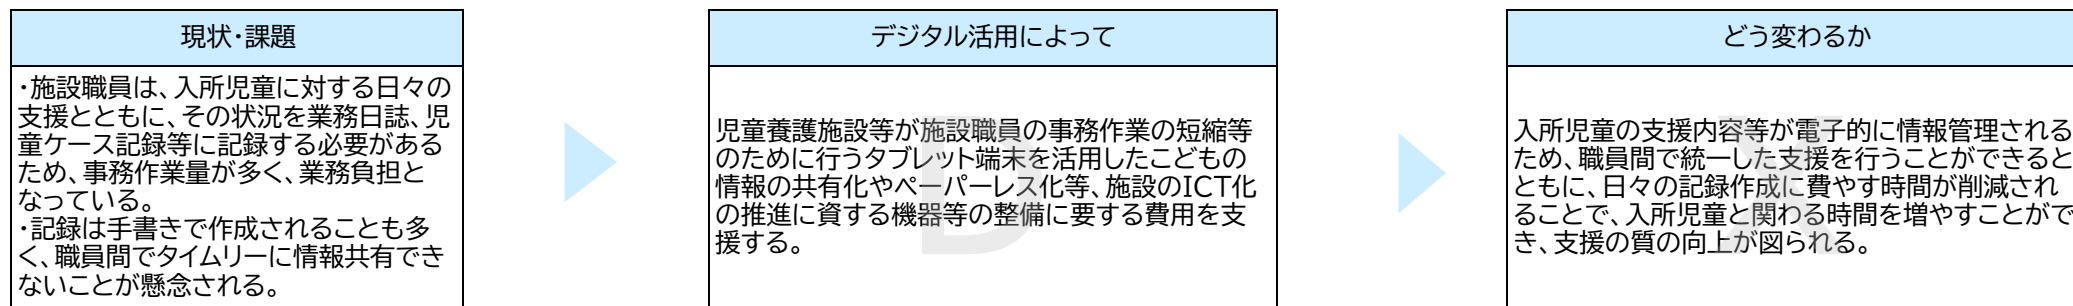 現状・課題
・施設職員は、入所児童に対する日々の
支援とともに、その状況を業務日誌、児
童ケース記録等に記録する必要がある
ため、事務作業量が多く、業務負担と
なっている。
・記録は手書きで作成されることも多
く、職員間でタイムリーに情報共有でき
ないことが懸念される。
デジタル活用によって
児童養護施設等が施設職員の事務作業の短縮等
のために行うタブレット端末を活用したこどもの
情報の共有化やペーパーレス化等、施設のICT化
の推進に資する機器等の整備に要する費用を支
援する。
D
どう変わるか
入所児童の支援内容等が電子的に情報管理される
ため、職員間で統一した支援を行うことができると
ともに、日々の記録作成に費やす時間が削減され
ることで、入所児童と関わる時間を増やすことがで
き、支援の質の向上が図られる。
X